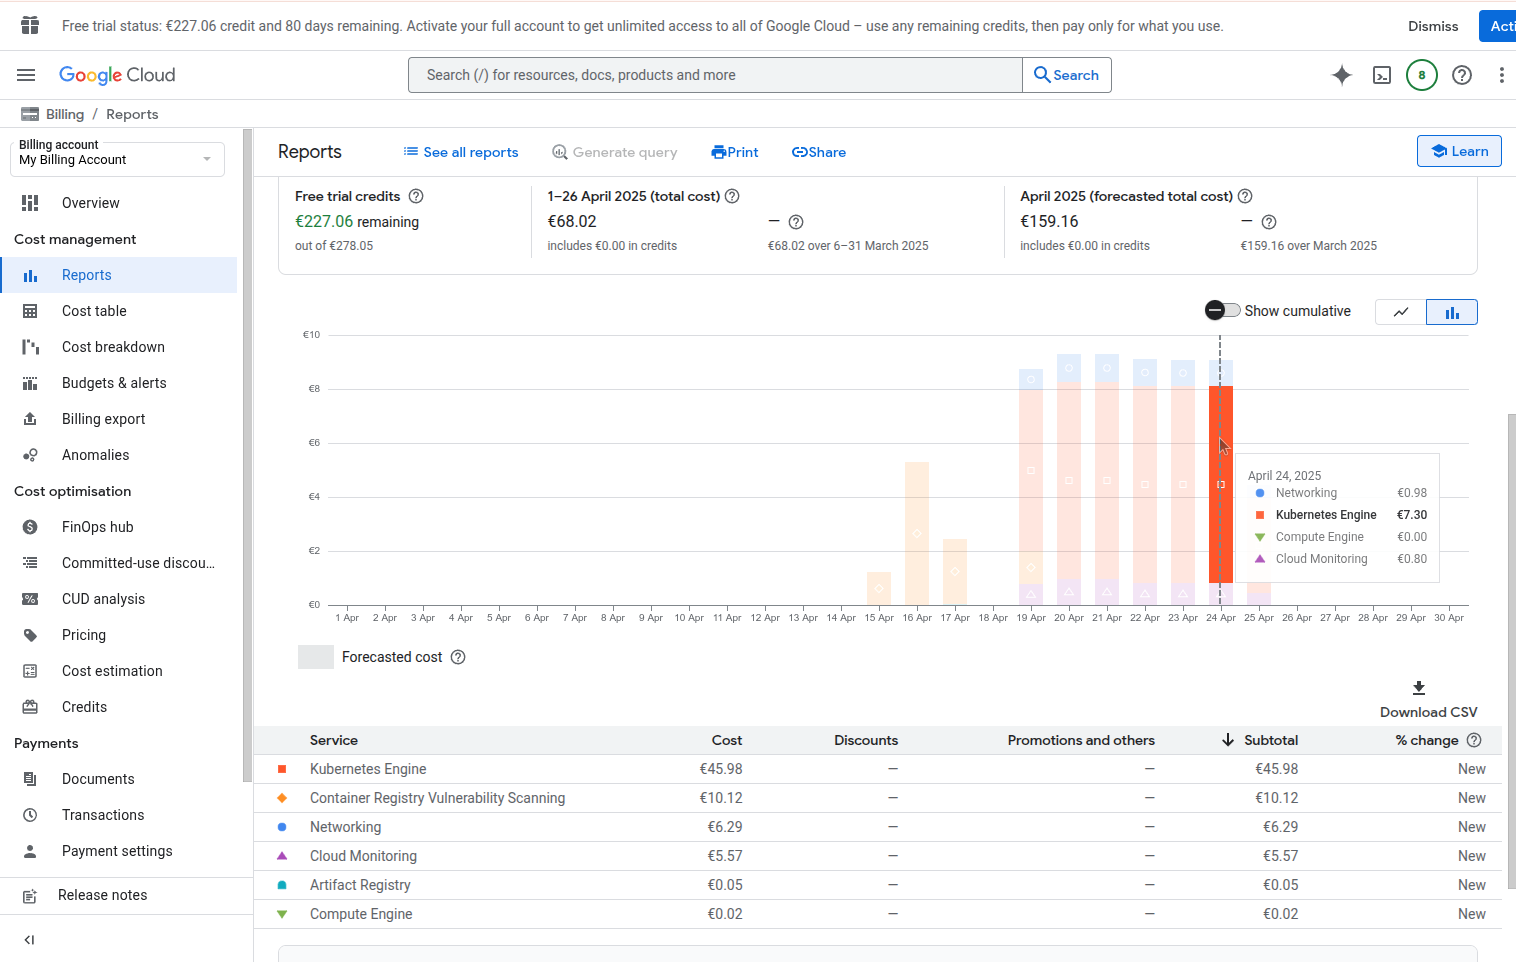 Free trial status: €227.06 credit and 80 days remaining. Activate your full account to get unlimited access to all of Google Cloud – use any remaining credits, then pay only for what you use.
Dismiss
Acti
Google Cloud
Search (/) for resources, docs, products and more
Search
8
Billing / Reports
Billing account
My Billing Account
Overview
Cost management
Reports
Cost table
Cost breakdown
Budgets & alerts
Billing export
Anomalies
Cost optimisation
FinOps hub
Committed-use discou...
CUD analysis
Pricing
Cost estimation
Credits
Payments
Documents
Transactions
Payment settings
Release notes
Reports
See all reports
Generate query
Print
Share
Learn
Free trial credits
€227.06 remaining
out of €278.05
1–26 April 2025 (total cost)
€68.02
—
includes €0.00 in credits
€68.02 over 6–31 March 2025
April 2025 (forecasted total cost)
€159.16
—
includes €0.00 in credits
€159.16 over March 2025
Show cumulative
€10
€8
€6
€4
€2
€0
1 Apr 2 Apr 3 Apr 4 Apr 5 Apr 6 Apr 7 Apr 8 Apr 9 Apr 10 Apr 11 Apr 12 Apr 13 Apr 14 Apr 15 Apr 16 Apr 17 Apr 18 Apr 19 Apr 20 Apr 21 Apr 22 Apr 23 Apr 24 Apr 25 Apr 26 Apr 27 Apr 28 Apr 29 Apr 30 Apr
April 24, 2025
Networking €0.98
Kubernetes Engine €7.30
Compute Engine €0.00
Cloud Monitoring €0.80
Forecasted cost
Download CSV
Service Cost Discounts Promotions and others Subtotal % change
Kubernetes Engine €45.98 — — €45.98 New
Container Registry Vulnerability Scanning €10.12 — — €10.12 New
Networking €6.29 — — €6.29 New
Cloud Monitoring €5.57 — — €5.57 New
Artifact Registry €0.05 — — €0.05 New
Compute Engine €0.02 — — €0.02 New